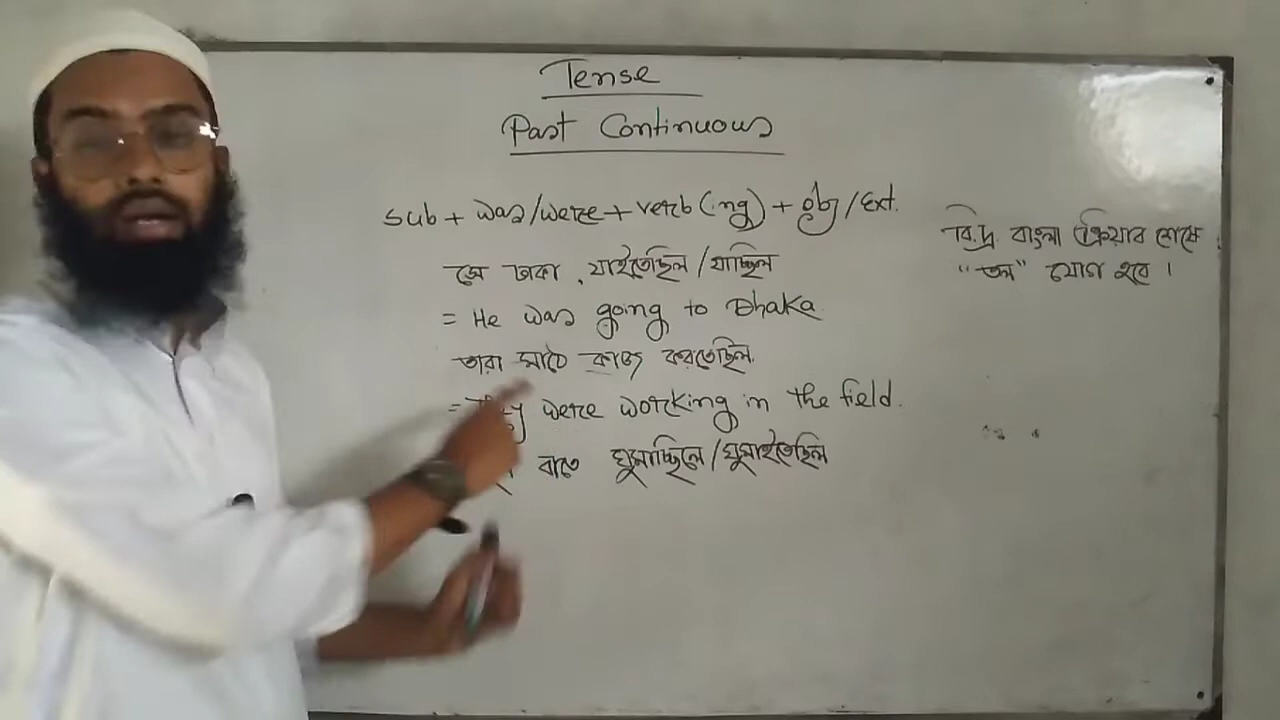 Tense
Past Continuous
sub + was/were + verb (ing) + obj/Ext.
সে ঢাকা যাইতেছিল/যাচ্ছিল
= He was going to Dhaka
তারা মাঠে কাজ করতেছিল.
= They were working in the field.
রাতে ঘুমাচ্ছিলে/ঘুমাইতেছিল
বি.দ্র বাংলা ক্রিয়ার শেষে
যোগ হবে।